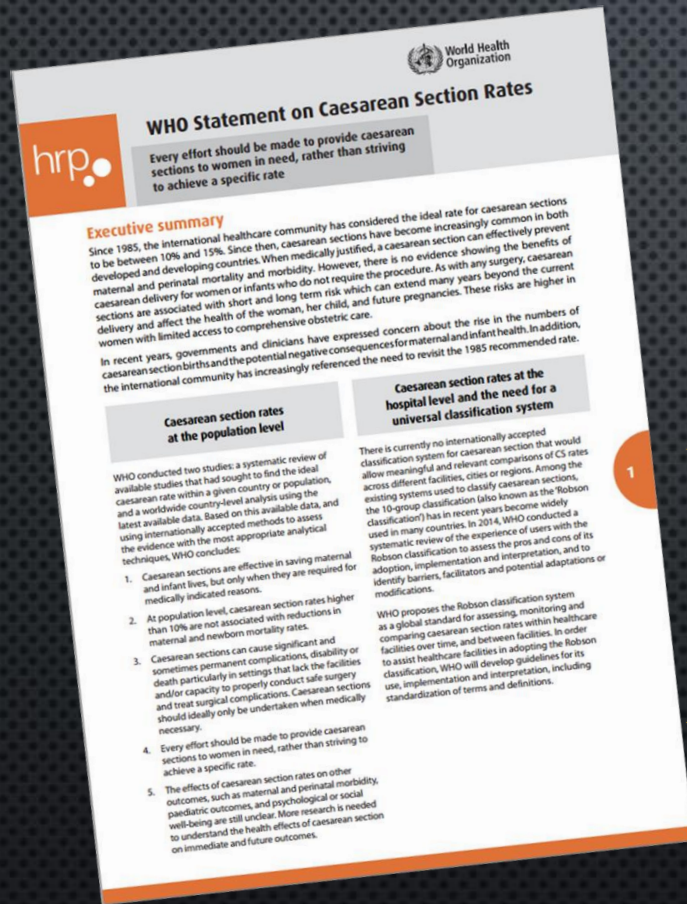 World Health
Organization
hrp
WHO Statement on Caesarean Section Rates
Every effort should be made to provide caesarean
sections to women in need, rather than striving
to achieve a specific rate
Executive summary
Since 1985, the international healthcare community has considered the ideal rate for caesarean sections
to be between 10% and 15%. Since then, caesarean sections have become increasingly common in both
developed and developing countries. When medically justified, a caesarean section can effectively prevent
maternal and perinatal mortality and morbidity. However, there is no evidence showing the benefits of
caesarean delivery for women or infants who do not require the procedure. As with any surgery, caesarean
sections are associated with short and long term risk which can extend many years beyond the current
delivery and affect the health of the woman, her child, and future pregnancies. These risks are higher in
women with limited access to comprehensive obstetric care.
In recent years, governments and clinicians have expressed concern about the rise in the numbers of
caesarean section births and the potential negative consequences for maternal and infant health. In addition,
the international community has increasingly referenced the need to revisit the 1985 recommended rate.
Caesarean section rates
at the population level
WHO conducted two studies: a systematic review of
available studies that had sought to find the ideal
caesarean rate within a given country or population,
and a worldwide country-level analysis using the
latest available data. Based on this available data, and
using internationally accepted methods to assess
the evidence with the most appropriate analytical
techniques, WHO concludes:
1. Caesarean sections are effective in saving maternal
and infant lives, but only when they are required for
medically indicated reasons.
2. At population level, caesarean section rates higher
than 10% are not associated with reductions in
maternal and newborn mortality rates.
3. Caesarean sections can cause significant and
sometimes permanent complications, disability or
death particularly in settings that lack the facilities
and/or capacity to properly conduct safe surgery
and treat surgical complications. Caesarean sections
should ideally only be undertaken when medically
necessary.
4. Every effort should be made to provide caesarean
sections to women in need, rather than striving to
achieve a specific rate.
5. The effects of caesarean section rates on other
outcomes, such as maternal and perinatal morbidity,
paediatric outcomes, and psychological or social
well-being are still unclear. More research is needed
to understand the health effects of caesarean section
on immediate and future outcomes.
Caesarean section rates at the
hospital level and the need for a
universal classification system
There is currently no internationally accepted
classification system for caesarean section that would
allow meaningful and relevant comparisons of CS rates
across different facilities, cities or regions. Among the
existing systems used to classify caesarean sections,
the 10-group classification (also known as the 'Robson
classification') has in recent years become widely
used in many countries. In 2014, WHO conducted a
systematic review of the experience of users with the
Robson classification to assess the pros and cons of its
adoption, implementation and interpretation, and to
identify barriers, facilitators and potential adaptations or
modifications.
WHO proposes the Robson classification system
as a global standard for assessing, monitoring and
comparing caesarean section rates within healthcare
facilities over time, and between facilities. In order
to assist healthcare facilities in adopting the Robson
classification, WHO will develop guidelines for its
use, implementation and interpretation, including
standardization of terms and definitions.
1